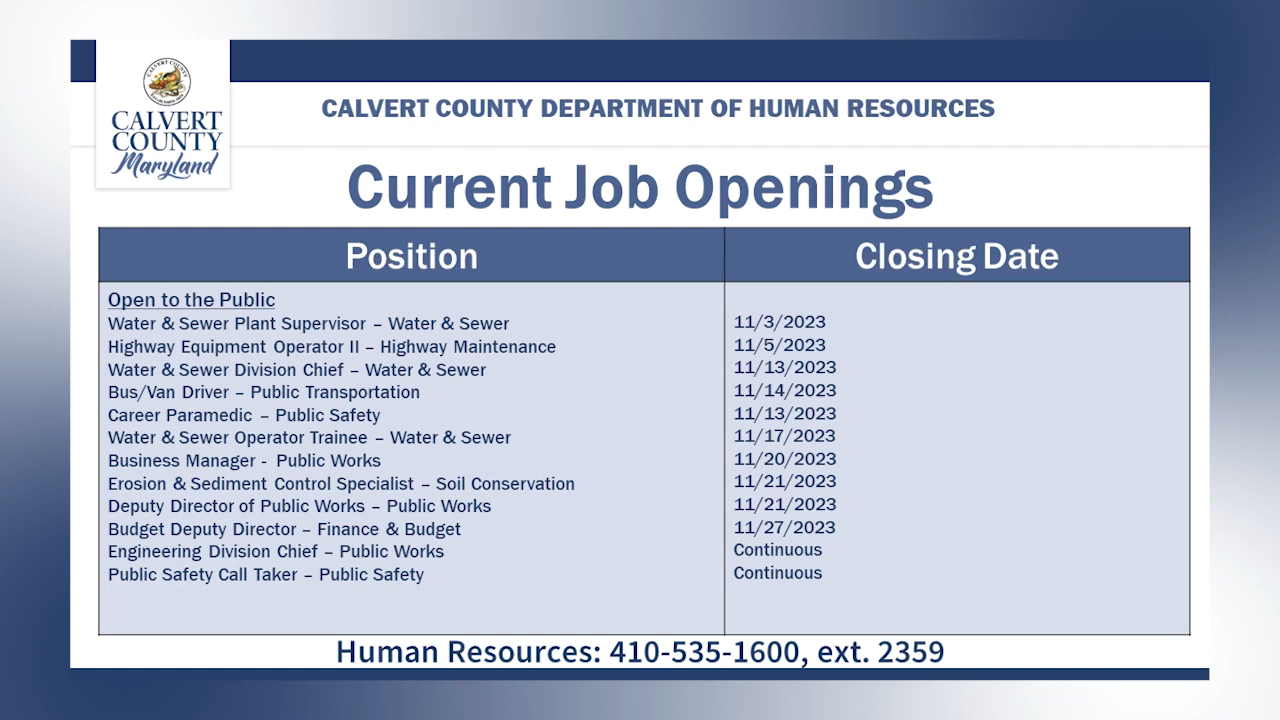 CALVERT COUNTY
CALVERT
COUNTY
Maryland
CALVERT COUNTY DEPARTMENT OF HUMAN RESOURCES
Current Job Openings
Position Closing Date
Open to the Public
Water & Sewer Plant Supervisor – Water & Sewer 11/3/2023
Highway Equipment Operator II – Highway Maintenance 11/5/2023
Water & Sewer Division Chief – Water & Sewer 11/13/2023
Bus/Van Driver – Public Transportation 11/14/2023
Career Paramedic – Public Safety 11/13/2023
Water & Sewer Operator Trainee – Water & Sewer 11/17/2023
Business Manager - Public Works 11/20/2023
Erosion & Sediment Control Specialist – Soil Conservation 11/21/2023
Deputy Director of Public Works – Public Works 11/21/2023
Budget Deputy Director – Finance & Budget 11/27/2023
Engineering Division Chief – Public Works Continuous
Public Safety Call Taker – Public Safety Continuous
Human Resources: 410-535-1600, ext. 2359